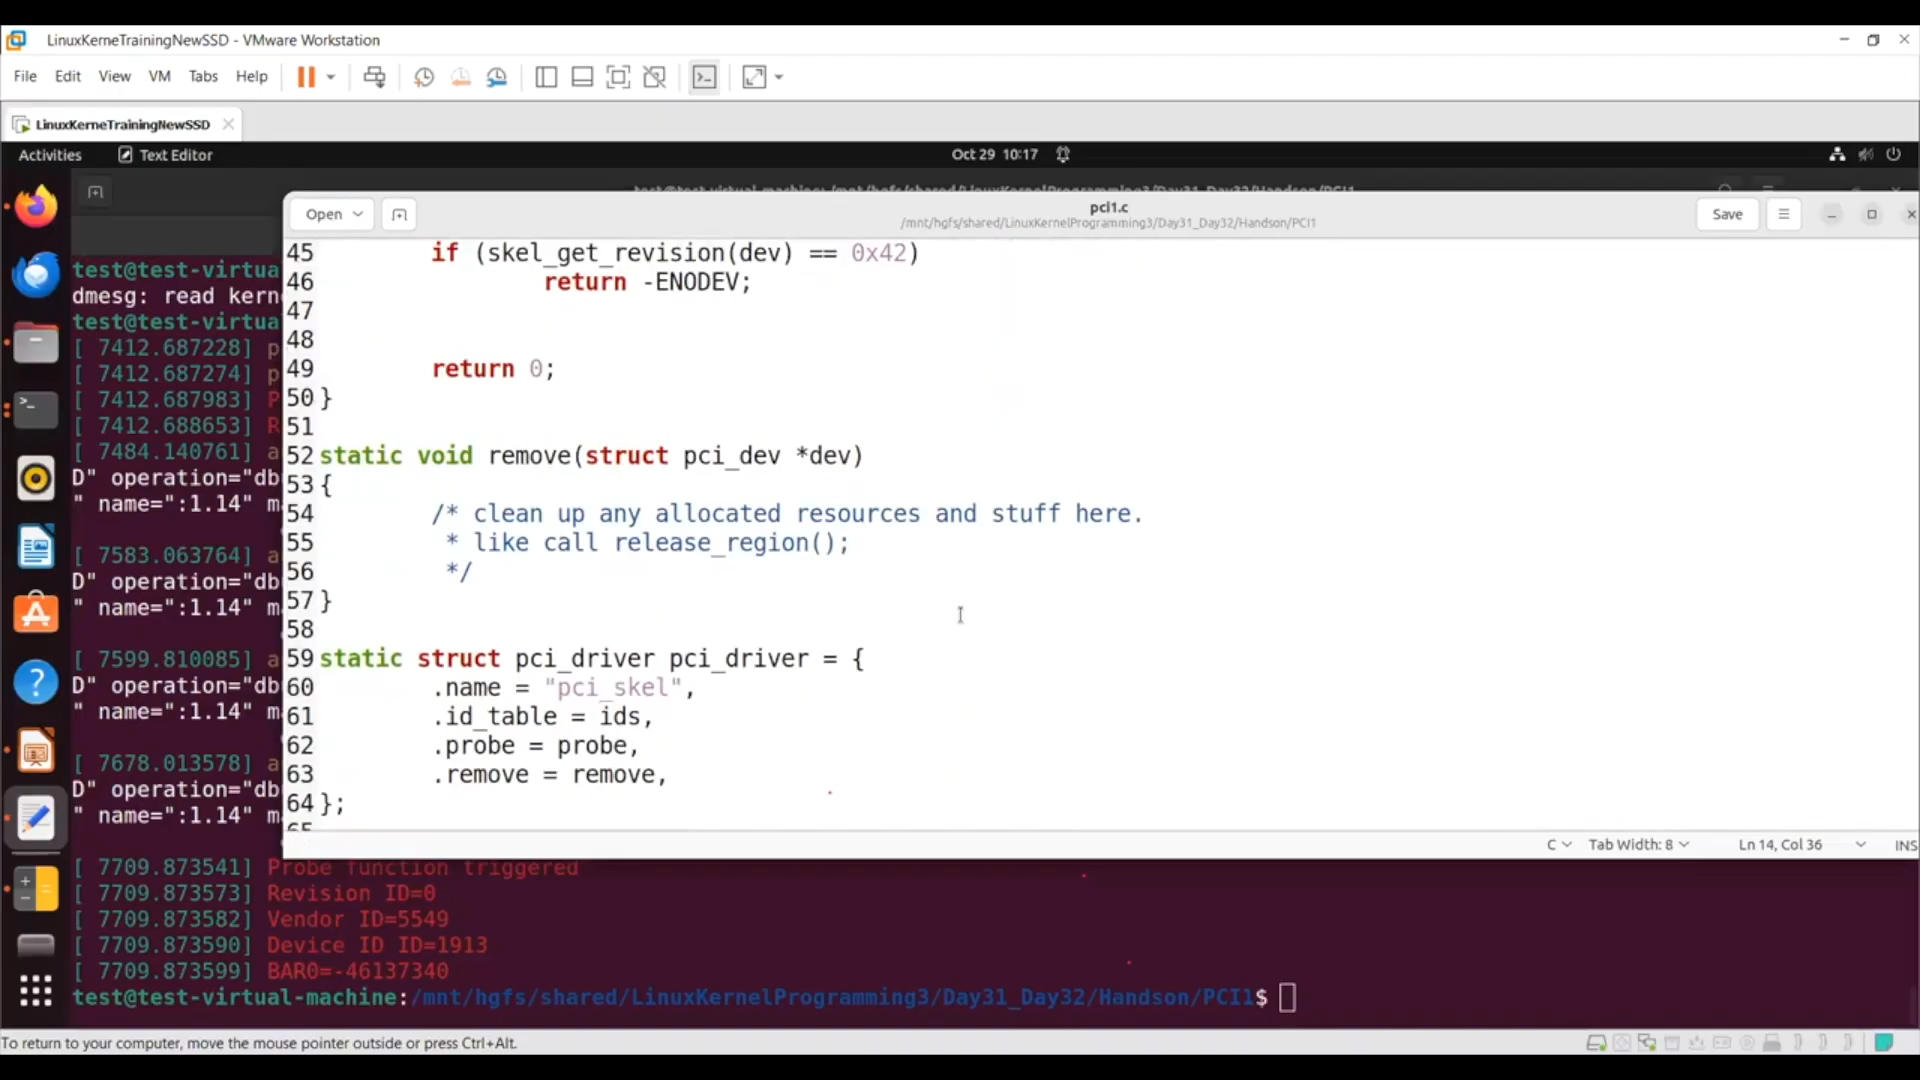 LinuxKerneTrainingNewSSD - VMware Workstation
File Edit View VM Tabs Help
LinuxKerneTrainingNewSSD
Activities Text Editor Oct 29 10:17
Open pci1.c Save
/mnt/hgfs/shared/LinuxKernelProgramming3/Day31_Day32/Handson/PCI1
45 if (skel_get_revision(dev) == 0x42)
46 return -ENODEV;
47
48
49 return 0;
50 }
51
52 static void remove(struct pci_dev *dev)
53 {
54 /* clean up any allocated resources and stuff here.
55 * like call release_region();
56 */
57 }
58
59 static struct pci_driver pci_driver = {
60 .name = "pci_skel",
61 .id_table = ids,
62 .probe = probe,
63 .remove = remove,
64 };
65
C Tab Width: 8 Ln 14, Col 36 INS
test@test-virtua
dmesg: read kern
test@test-virtua
[ 7412.687228] p
[ 7412.687274] p
[ 7412.687983] P
[ 7412.688653] R
[ 7484.140761] a
D" operation="db
" name=":1.14" m
[ 7583.063764] a
D" operation="db
" name=":1.14" m
[ 7599.810085] a
D" operation="db
" name=":1.14" m
[ 7678.013578] a
D" operation="db
" name=":1.14" m
[ 7709.873541] Probe function triggered
[ 7709.873573] Revision ID=0
[ 7709.873582] Vendor ID=5549
[ 7709.873590] Device ID ID=1913
[ 7709.873599] BAR0=-46137340
test@test-virtual-machine:/mnt/hgfs/shared/LinuxKernelProgramming3/Day31_Day32/Handson/PCI1$
To return to your computer, move the mouse pointer outside or press Ctrl+Alt.